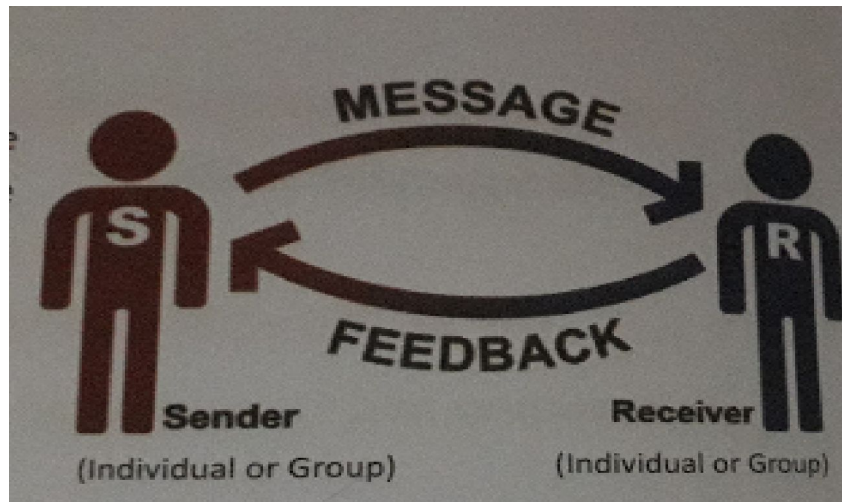 MESSAGE
S
R
FEEDBACK
Sender
Receiver
(Individual or Group)
(Individual or Group)